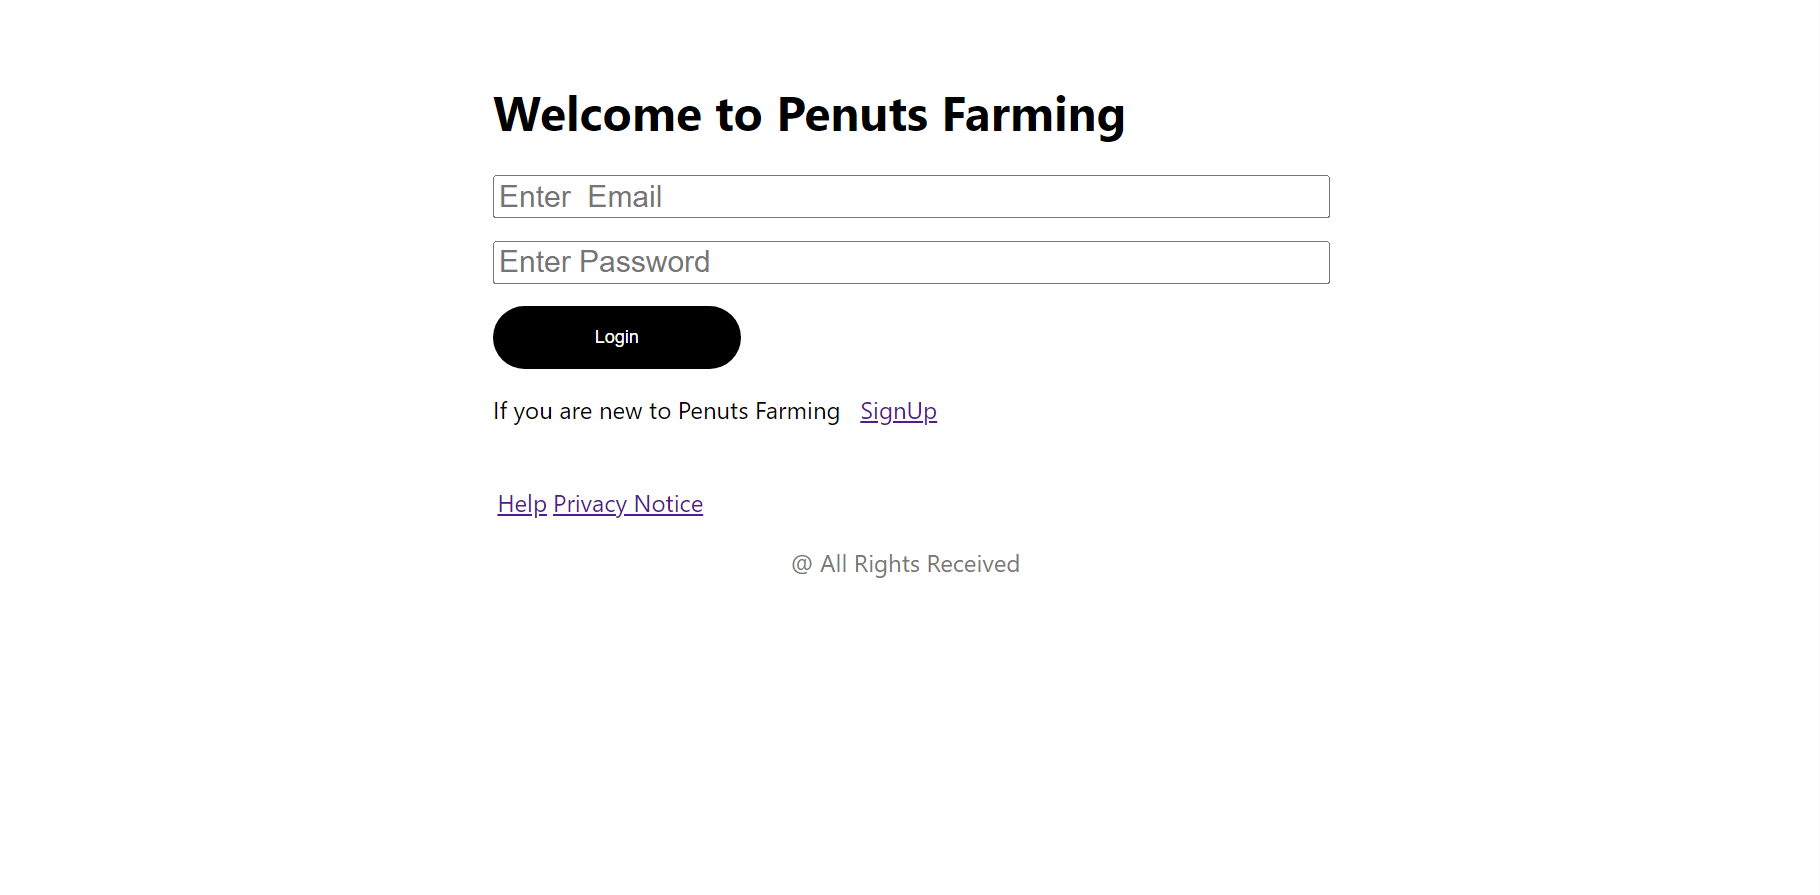 Welcome to Penuts Farming
Enter  Email
Enter Password
Login
If you are new to Penuts Farming SignUp
Help Privacy Notice
@ All Rights Received